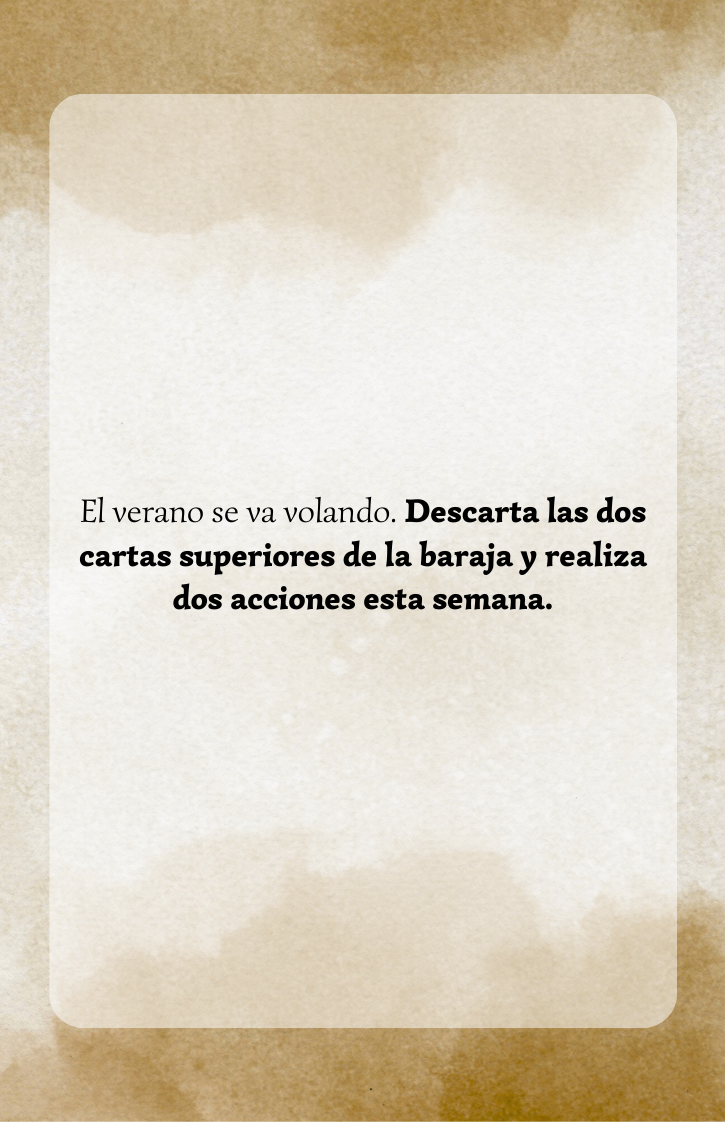 El verano se va volando. Descarta las dos
cartas superiores de la baraja y realiza
dos acciones esta semana.